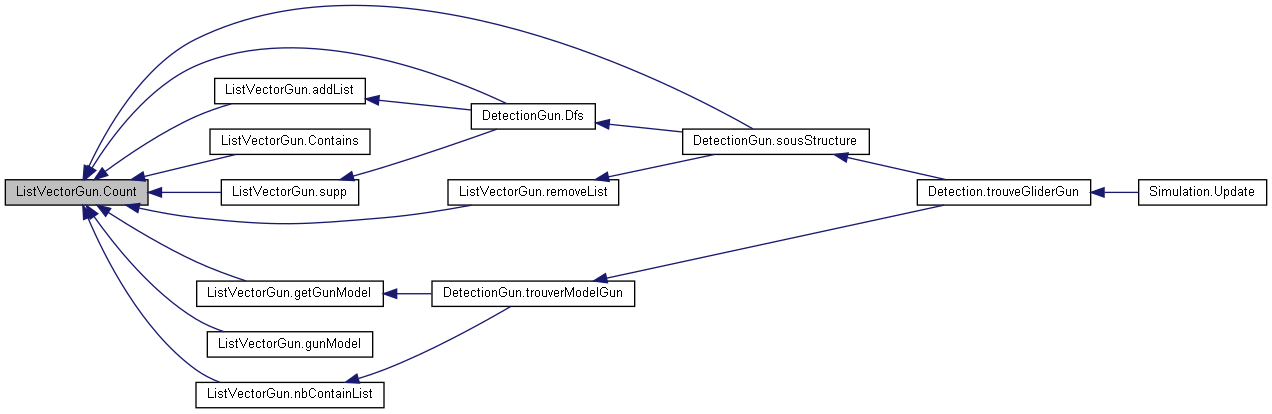 ListVectorGun.Count
ListVectorGun.addList
ListVectorGun.Contains
ListVectorGun.supp
ListVectorGun.removeList
ListVectorGun.getGunModel
ListVectorGun.gunModel
ListVectorGun.nbContainList
DetectionGun.Dfs
DetectionGun.trouverModelGun
DetectionGun.sousStructure
Detection.trouveGliderGun
Simulation.Update